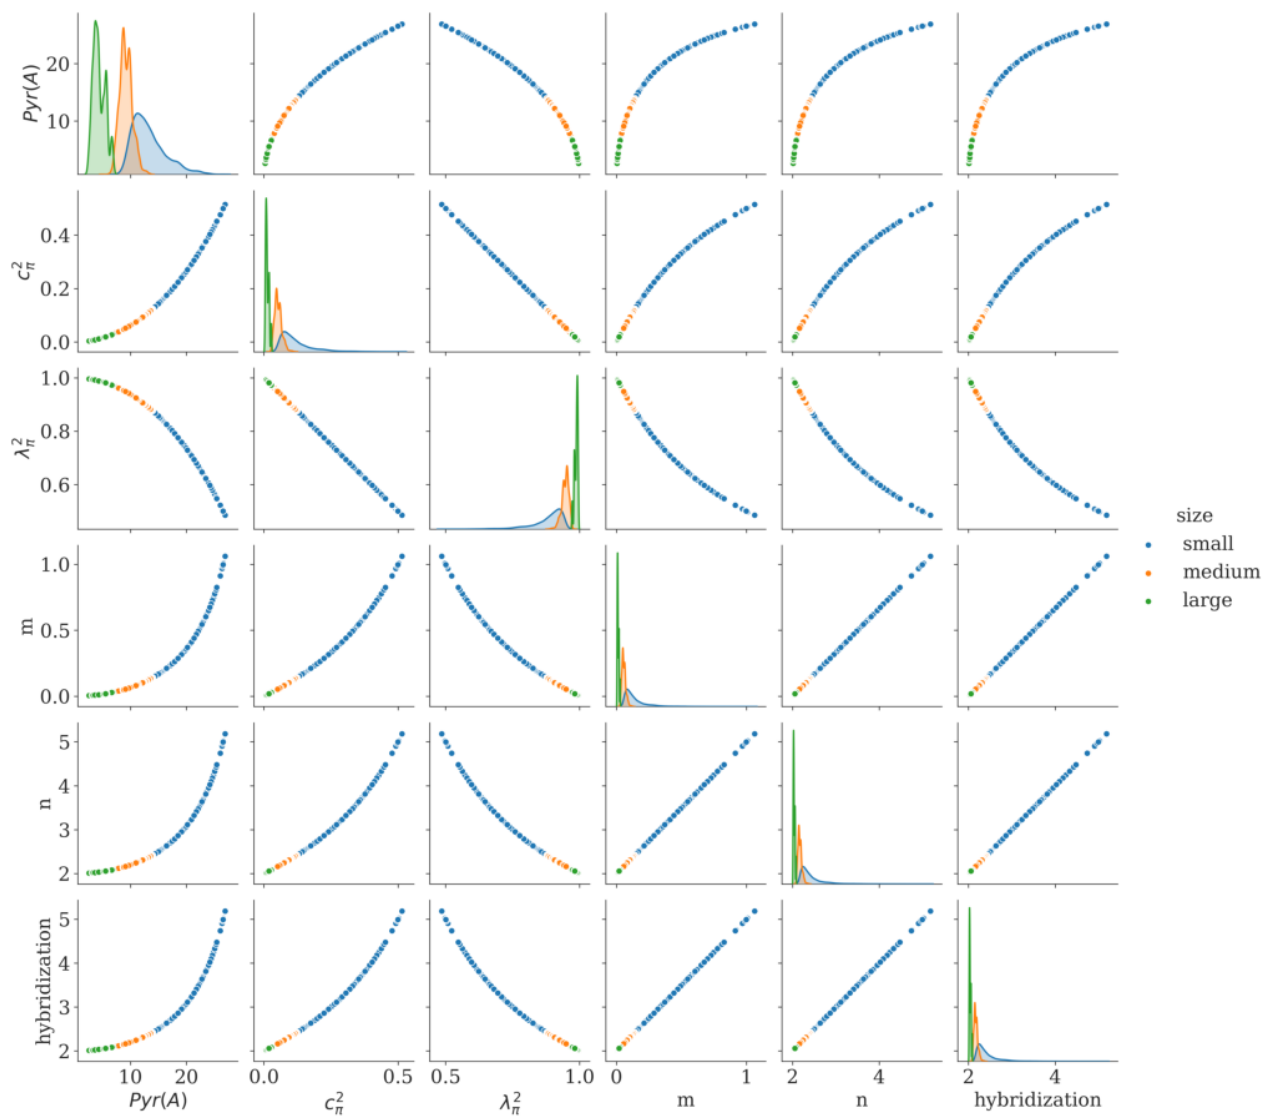 Pyr(A)
20
10
c²π
0.4
0.2
0.0
λ²π
1.0
0.8
0.6
size
small
medium
large
m
1.0
0.5
0.0
n
5
4
3
2
hybridization
5
4
3
2
10 20 0.0 0.5 0.5 1.0 0 1 2 4 2 4
Pyr(A) c²π λ²π m n hybridization